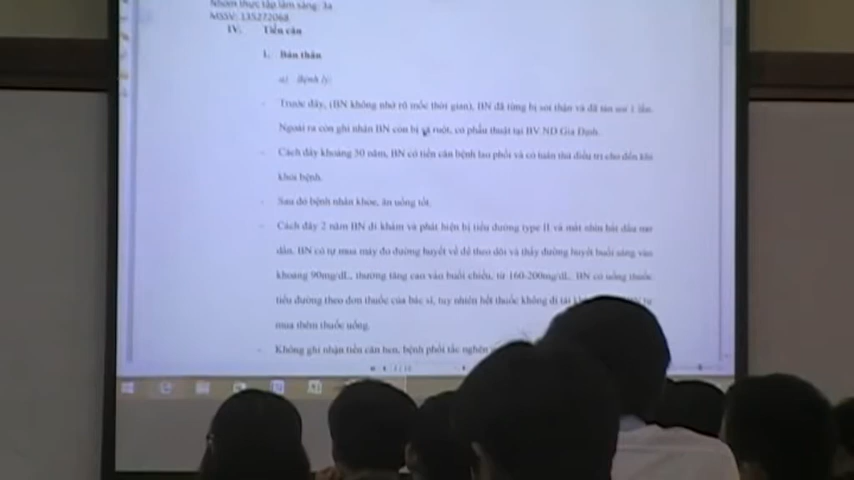 Nhóm thực tập lâm sàng: 3a
MSSV: 135272068
IV. Tiền căn
1. Bản thân
a) Bệnh lý:
- Trước đây, (BN không nhớ rõ mốc thời gian), BN đã từng bị sỏi thận và đã tán sỏi 1 lần.
Ngoài ra còn ghi nhận BN còn bị sa ruột, có phẫu thuật tại BV ND Gia Định.
- Cách đây khoảng 50 năm, BN có tiền căn bệnh lao phổi và có tuân thủ điều trị cho đến khi
khỏi bệnh.
- Sau đó bệnh nhân khỏe, ăn uống tốt.
- Cách đây 2 năm BN đi khám và phát hiện bị tiểu đường type II và mắt nhìn bắt đầu mờ
dần. BN có tự mua máy đo đường huyết về để theo dõi và thấy đường huyết buổi sáng vào
khoảng 90mg/dL, thường tăng cao vào buổi chiều, từ 160-200mg/dL. BN có uống thuốc
tiểu đường theo đơn thuốc của bác sĩ, tuy nhiên hết thuốc không đi tái
mua thêm thuốc uống.
- Không ghi nhận tiền căn hen, bệnh phổi tắc nghẽn